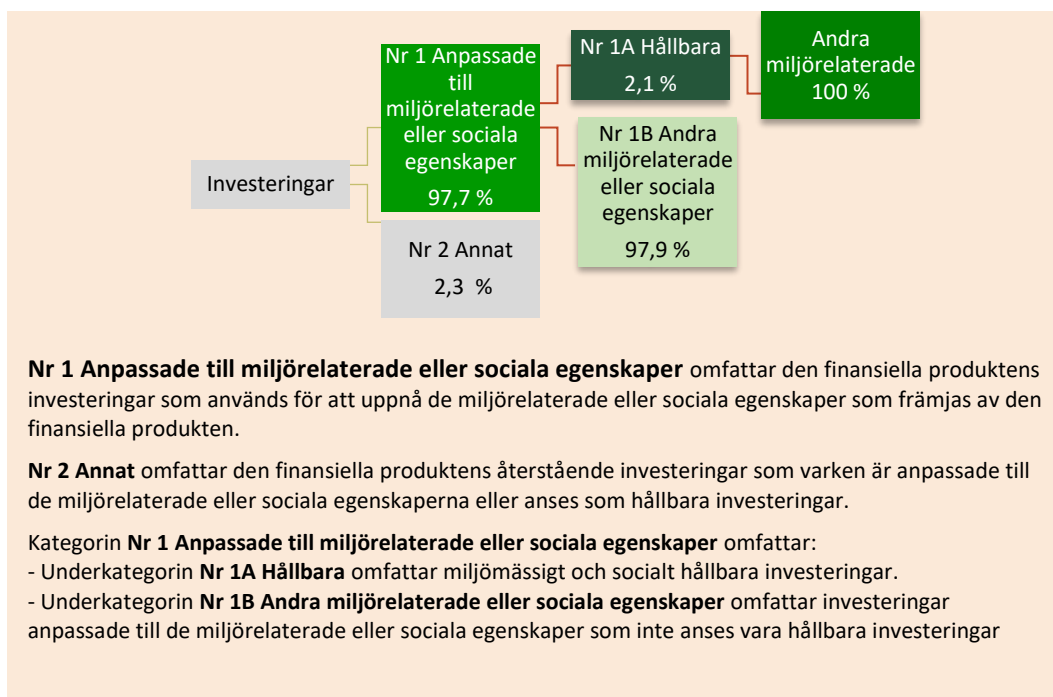 Investeringar
Nr 1 Anpassade
till
miljörelaterade
eller sociala
egenskaper
97,7 %
Nr 2 Annat
2,3 %
Nr 1A Hållbara
2,1 %
Nr 1B Andra
miljörelaterade
eller sociala
egenskaper
97,9 %
Andra
miljörelaterade
100 %
Nr 1 Anpassade till miljörelaterade eller sociala egenskaper omfattar den finansiella produktens
investeringar som används för att uppnå de miljörelaterade eller sociala egenskaper som främjas av den
finansiella produkten.
Nr 2 Annat omfattar den finansiella produktens återstående investeringar som varken är anpassade till
de miljörelaterade eller sociala egenskaperna eller anses som hållbara investeringar.
Kategorin Nr 1 Anpassade till miljörelaterade eller sociala egenskaper omfattar:
- Underkategorin Nr 1A Hållbara omfattar miljömässigt och socialt hållbara investeringar.
- Underkategorin Nr 1B Andra miljörelaterade eller sociala egenskaper omfattar investeringar
anpassade till de miljörelaterade eller sociala egenskaper som inte anses vara hållbara investeringar